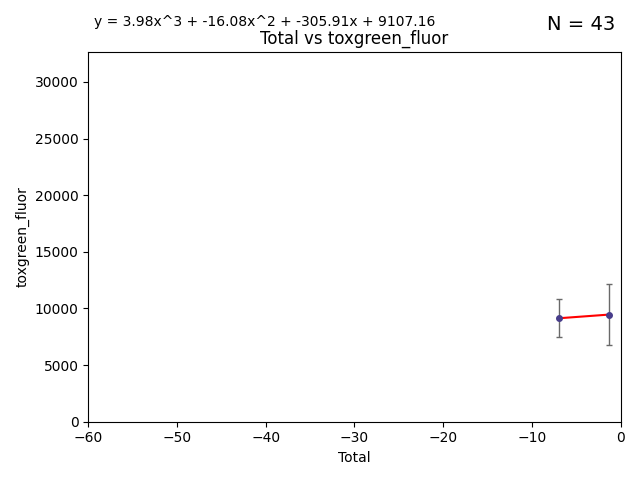 y = 3.98x^3 + -16.08x^2 + -305.91x + 9107.16
N = 43
Total vs toxgreen_fluor
30000
25000
20000
15000
10000
5000
0
toxgreen_fluor
−60 −50 −40 −30 −20 −10 0
Total